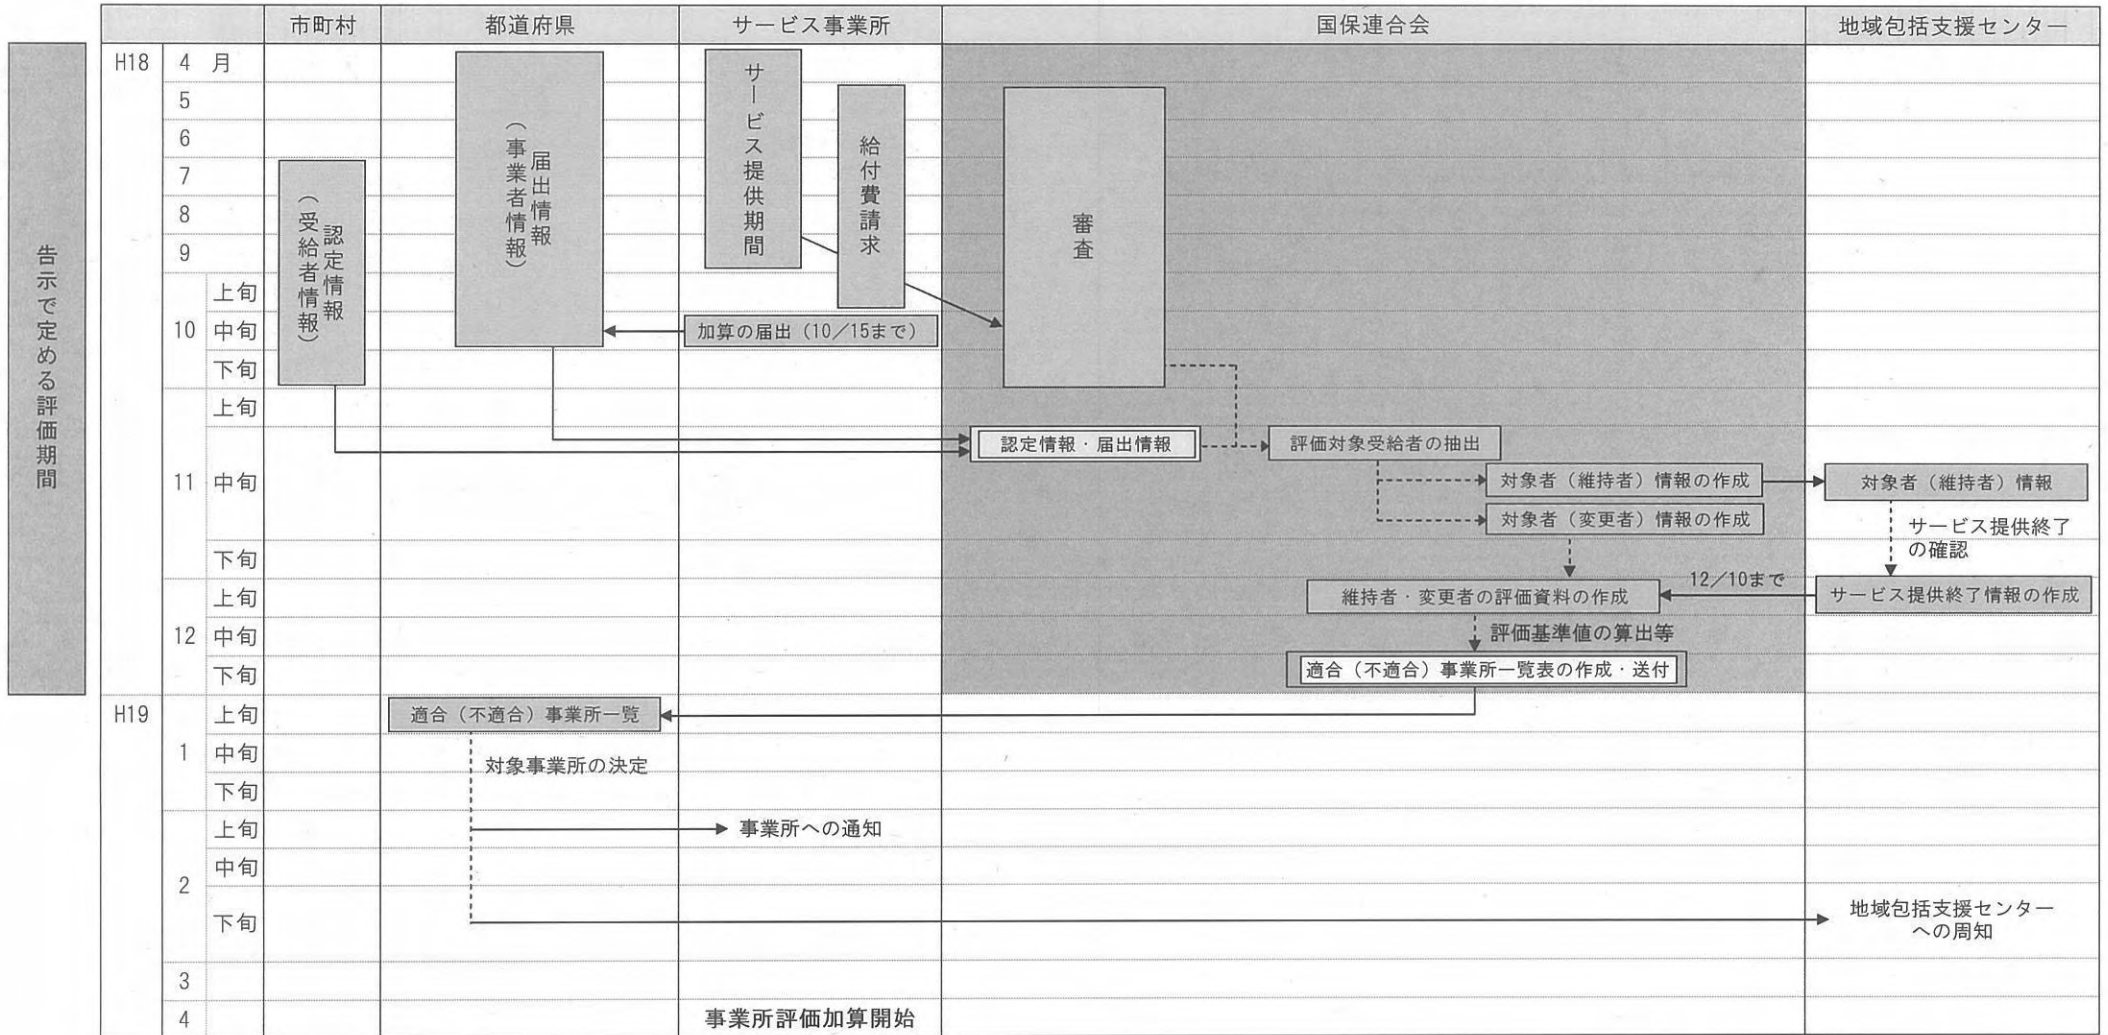 市町村
都道府県
サービス事業所
国保連合会
地域包括支援センター
告示で定める評価期間
H18
4 月
5
6
7
8
9
10
上旬
中旬
下旬
11
上旬
中旬
下旬
12
上旬
中旬
下旬
H19
1
上旬
中旬
下旬
2
上旬
中旬
下旬
3
4
認定情報
(受給者情報)
届出情報
(事業者情報)
サービス提供期間
給付費請求
審査
加算の届出(10/15まで)
認定情報・届出情報
評価対象受給者の抽出
対象者(維持者)情報の作成
対象者(変更者)情報の作成
対象者(維持者)情報
サービス提供終了
の確認
12/10まで
サービス提供終了情報の作成
維持者・変更者の評価資料の作成
評価基準値の算出等
適合(不適合)事業所一覧表の作成・送付
適合(不適合)事業所一覧
対象事業所の決定
事業所への通知
地域包括支援センター
への周知
事業所評価加算開始